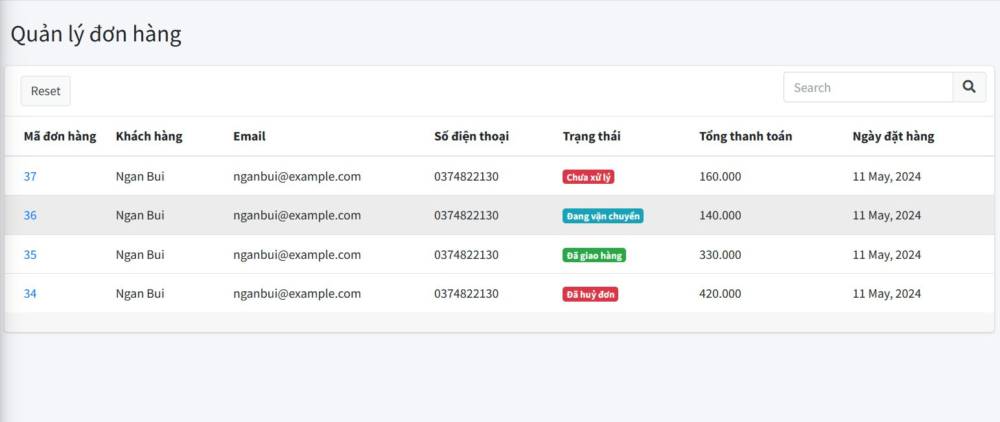 Quản lý đơn hàng
Reset
Search
Mã đơn hàng Khách hàng Email Số điện thoại Trạng thái Tổng thanh toán Ngày đặt hàng
37 Ngan Bui nganbui@example.com 0374822130 Chưa xử lý 160.000 11 May, 2024
36 Ngan Bui nganbui@example.com 0374822130 Đang vận chuyển 140.000 11 May, 2024
35 Ngan Bui nganbui@example.com 0374822130 Đã giao hàng 330.000 11 May, 2024
34 Ngan Bui nganbui@example.com 0374822130 Đã huỷ đơn 420.000 11 May, 2024